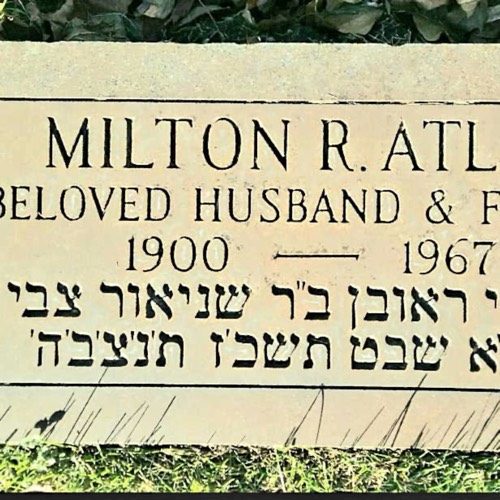 MILTON R. ATL
BELOVED HUSBAND & F
1900 — 1967
י ראובן ב"ר שניאור צבי
א שבט תשכ"ז ת'נ'צ'ב'ה'